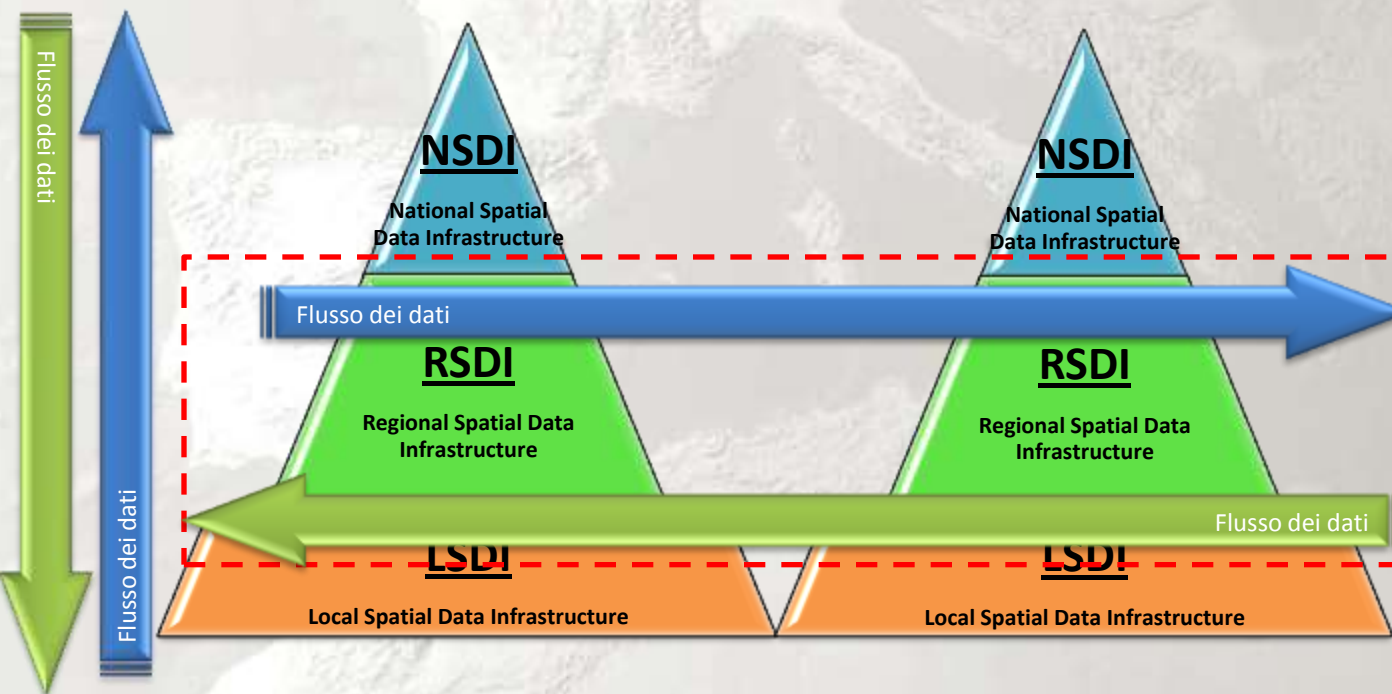 Flusso dei dati
Flusso dei dati
NSDI
National Spatial
Data Infrastructure
NSDI
National Spatial
Data Infrastructure
Flusso dei dati
RSDI
Regional Spatial Data
Infrastructure
RSDI
Regional Spatial Data
Infrastructure
Flusso dei dati
LSDI
Local Spatial Data Infrastructure
LSDI
Local Spatial Data Infrastructure